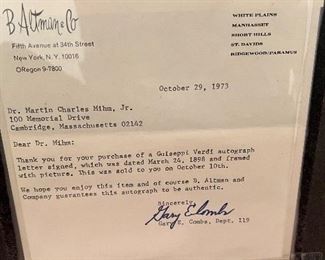 B Altman & Co
Fifth Avenue at 34th Street
New York, N.Y. 10016
ORegon 9-7800
WHITE PLAINS
MANHASSET
SHORT HILLS
ST. DAVIDS
RIDGEWOOD/PARAMUS
October 29, 1973
Dr. Martin Charles Mihm, Jr.
100 Memorial Drive
Cambridge, Massachusetts 02142
Dear Dr. Mihm:
Thank you for your purchase of a Guiseppi Verdi autograph
letter signed, which was dated March 24, 1898 and framed
with picture. This was sold to you on October 10th.
We hope you enjoy this item and of course B. Altman and
Company guarantees this autograph to be authentic.
Sincerely,
Gary E Combs
Gary E. Combs, Dept. 119